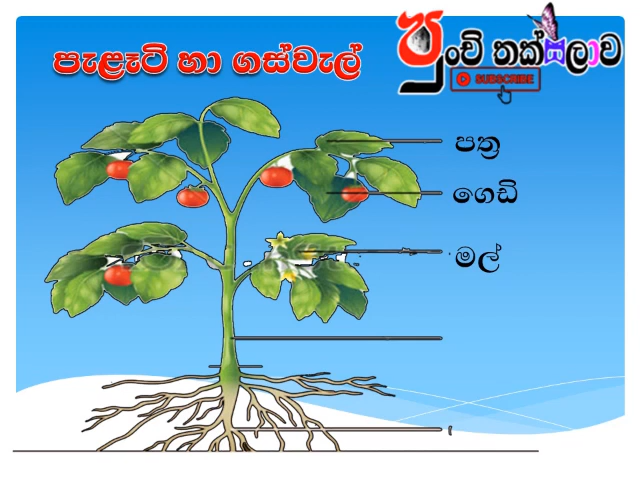 පුංචි තක්සලාව
SUBSCRIBE
පැළෑටි හා ගස්වැල්
පත්‍ර
ගෙඩි
මල්